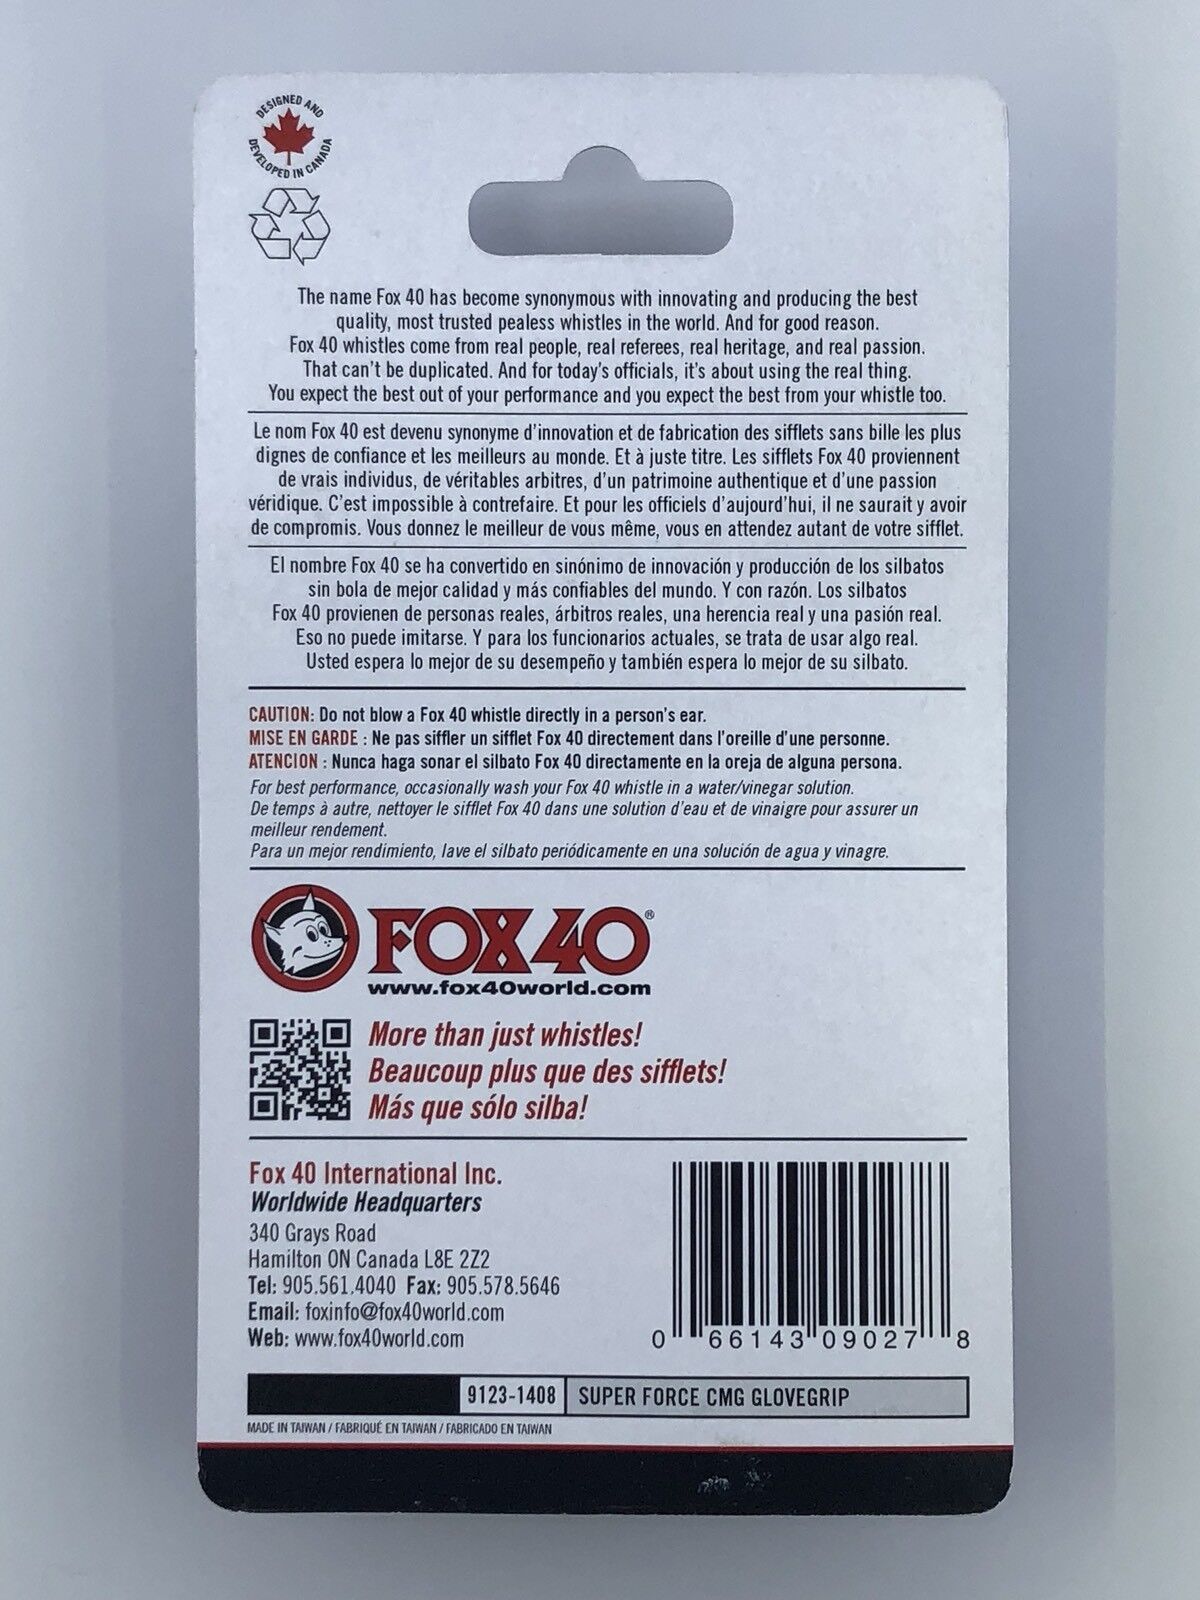 DESIGNED AND
DEVELOPED IN CANADA
The name Fox 40 has become synonymous with innovating and producing the best
quality, most trusted pealess whistles in the world. And for good reason.
Fox 40 whistles come from real people, real referees, real heritage, and real passion.
That can't be duplicated. And for today's officials, it's about using the real thing.
You expect the best out of your performance and you expect the best from your whistle too.
Le nom Fox 40 est devenu synonyme d'innovation et de fabrication des sifflets sans bille les plus
dignes de confiance et les meilleurs au monde. Et à juste titre. Les sifflets Fox 40 proviennent
de vrais individus, de véritables arbitres, d'un patrimoine authentique et d'une passion
véridique. C'est impossible à contrefaire. Et pour les officiels d'aujourd'hui, il ne saurait y avoir
de compromis. Vous donnez le meilleur de vous même, vous en attendez autant de votre sifflet.
El nombre Fox 40 se ha convertido en sinónimo de innovación y producción de los silbatos
sin bola de mejor calidad y más confiables del mundo. Y con razón. Los silbatos
Fox 40 provienen de personas reales, árbitros reales, una herencia real y una pasión real.
Eso no puede imitarse. Y para los funcionarios actuales, se trata de usar algo real.
Usted espera lo mejor de su desempeño y también espera lo mejor de su silbato.
CAUTION: Do not blow a Fox 40 whistle directly in a person's ear.
MISE EN GARDE : Ne pas siffler un sifflet Fox 40 directement dans l'oreille d'une personne.
ATENCION : Nunca haga sonar el silbato Fox 40 directamente en la oreja de alguna persona.
For best performance, occasionally wash your Fox 40 whistle in a water/vinegar solution.
De temps à autre, nettoyer le sifflet Fox 40 dans une solution d'eau et de vinaigre pour assurer un
meilleur rendement.
Para un mejor rendimiento, lave el silbato periódicamente en una solución de agua y vinagre.
FOX 40®
www.fox40world.com
More than just whistles!
Beaucoup plus que des sifflets!
Más que sólo silba!
Fox 40 International Inc.
Worldwide Headquarters
340 Grays Road
Hamilton ON Canada L8E 2Z2
Tel: 905.561.4040 Fax: 905.578.5646
Email: foxinfo@fox40world.com
Web: www.fox40world.com
0 66143 09027 8
9123-1408 SUPER FORCE CMG GLOVEGRIP
MADE IN TAIWAN / FABRIQUÉ EN TAIWAN / FABRICADO EN TAIWAN